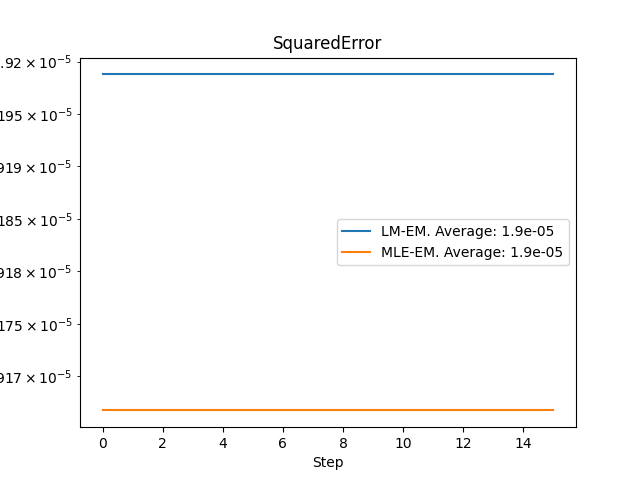 SquaredError
.92 × 10⁻⁵
195 × 10⁻⁵
919 × 10⁻⁵
185 × 10⁻⁵
918 × 10⁻⁵
175 × 10⁻⁵
917 × 10⁻⁵
LM-EM. Average: 1.9e-05
MLE-EM. Average: 1.9e-05
0 2 4 6 8 10 12 14
Step